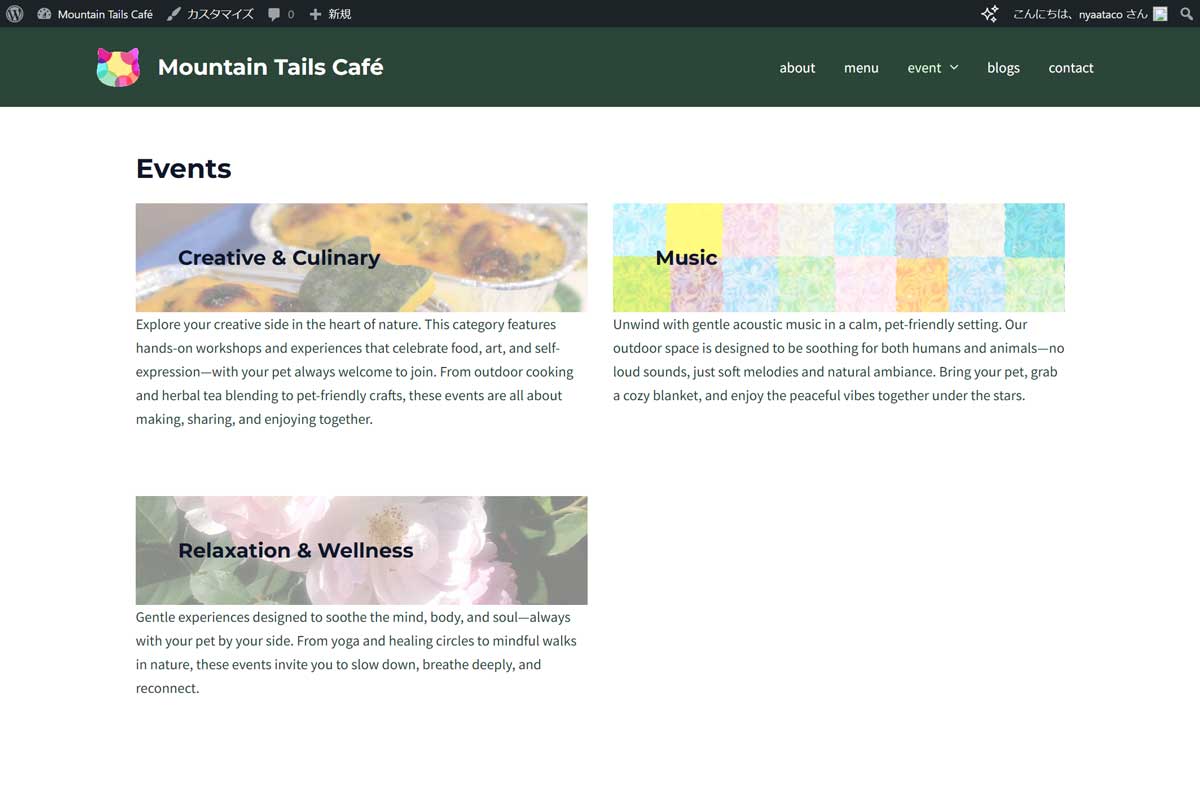 Mountain Tails Café カスタマイズ 0 新規 こんにちは、nyaataco さん
Mountain Tails Café
about menu event blogs contact
Events
Creative & Culinary
Explore your creative side in the heart of nature. This category features
hands-on workshops and experiences that celebrate food, art, and self-
expression—with your pet always welcome to join. From outdoor cooking
and herbal tea blending to pet-friendly crafts, these events are all about
making, sharing, and enjoying together.
Music
Unwind with gentle acoustic music in a calm, pet-friendly setting. Our
outdoor space is designed to be soothing for both humans and animals—no
loud sounds, just soft melodies and natural ambiance. Bring your pet, grab
a cozy blanket, and enjoy the peaceful vibes together under the stars.
Relaxation & Wellness
Gentle experiences designed to soothe the mind, body, and soul—always
with your pet by your side. From yoga and healing circles to mindful walks
in nature, these events invite you to slow down, breathe deeply, and
reconnect.